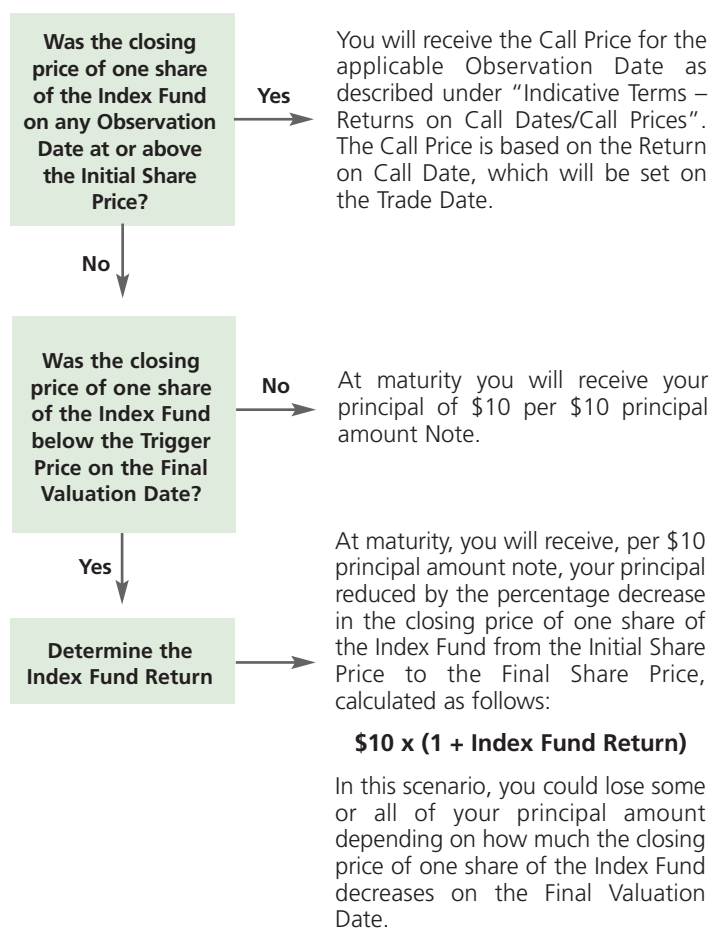 Was the closing
price of one share
of the Index Fund
on any Observation
Date at or above
the Initial Share
Price?
Yes
You will receive the Call Price for the
applicable Observation Date as
described under “Indicative Terms –
Returns on Call Dates/Call Prices”.
The Call Price is based on the Return
on Call Date, which will be set on
the Trade Date.
No
Was the closing
price of one share
of the Index Fund
below the Trigger
Price on the Final
Valuation Date?
No
At maturity you will receive your
principal of $10 per $10 principal
amount Note.
Yes
Determine the
Index Fund Return
At maturity, you will receive, per $10
principal amount note, your principal
reduced by the percentage decrease
in the closing price of one share of
the Index Fund from the Initial Share
Price to the Final Share Price,
calculated as follows:
$10 x (1 + Index Fund Return)
In this scenario, you could lose some
or all of your principal amount
depending on how much the closing
price of one share of the Index Fund
decreases on the Final Valuation
Date.